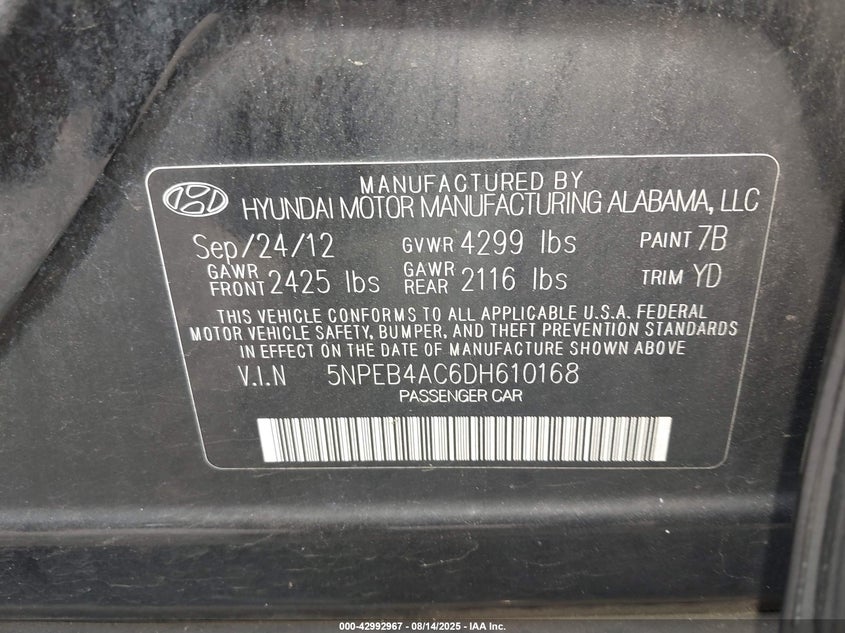 MANUFACTURED BY
HYUNDAI MOTOR MANUFACTURING ALABAMA, LLC
Sep/24/12 GVWR 4299 lbs PAINT 7B
GAWR FRONT 2425 lbs GAWR REAR 2116 lbs TRIM YD
THIS VEHICLE CONFORMS TO ALL APPLICABLE U.S.A. FEDERAL
MOTOR VEHICLE SAFETY, BUMPER, AND THEFT PREVENTION STANDARDS
IN EFFECT ON THE DATE OF MANUFACTURE SHOWN ABOVE
V.I.N 5NPEB4AC6DH610168
PASSENGER CAR
000-42992967 - 08/14/2025 - IAA Inc.